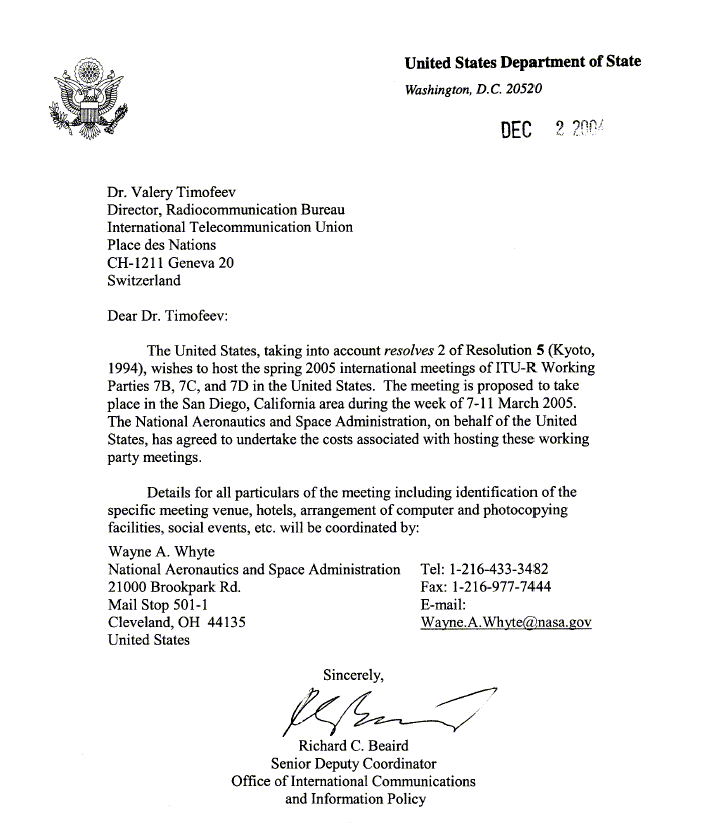 United States Department of State
Washington, D.C. 20520
DEC 2 2004
Dr. Valery Timofeev
Director, Radiocommunication Bureau
International Telecommunication Union
Place des Nations
CH-1211 Geneva 20
Switzerland
Dear Dr. Timofeev:
The United States, taking into account resolves 2 of Resolution 5 (Kyoto,
1994), wishes to host the spring 2005 international meetings of ITU-R Working
Parties 7B, 7C, and 7D in the United States. The meeting is proposed to take
place in the San Diego, California area during the week of 7-11 March 2005.
The National Aeronautics and Space Administration, on behalf of the United
States, has agreed to undertake the costs associated with hosting these working
party meetings.
Details for all particulars of the meeting including identification of the
specific meeting venue, hotels, arrangement of computer and photocopying
facilities, social events, etc. will be coordinated by:
Wayne A. Whyte
National Aeronautics and Space Administration Tel: 1-216-433-3482
21000 Brookpark Rd. Fax: 1-216-977-7444
Mail Stop 501-1 E-mail:
Cleveland, OH 44135 Wayne.A.Whyte@nasa.gov
United States
Sincerely,
Richard C. Beaird
Senior Deputy Coordinator
Office of International Communications
and Information Policy